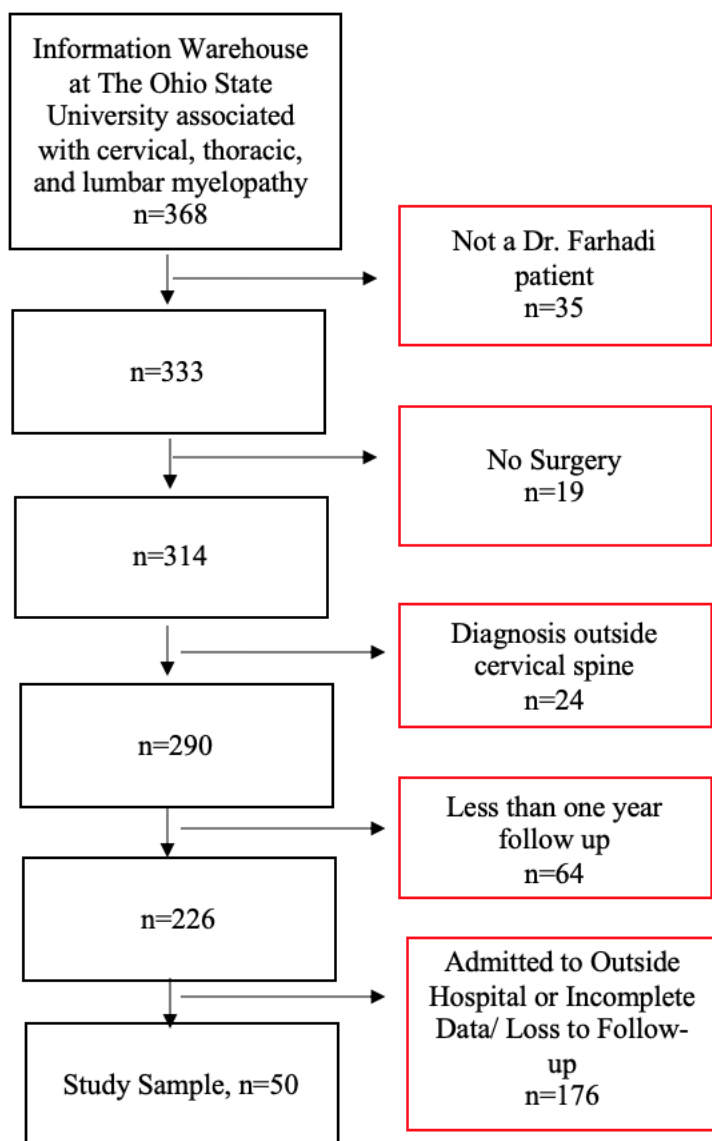 Information Warehouse
at The Ohio State
University associated
with cervical, thoracic,
and lumbar myelopathy
n=368
Not a Dr. Farhadi
patient
n=35
n=333
No Surgery
n=19
n=314
Diagnosis outside
cervical spine
n=24
n=290
Less than one year
follow up
n=64
n=226
Admitted to Outside
Hospital or Incomplete
Data/ Loss to Follow-
up
n=176
Study Sample, n=50